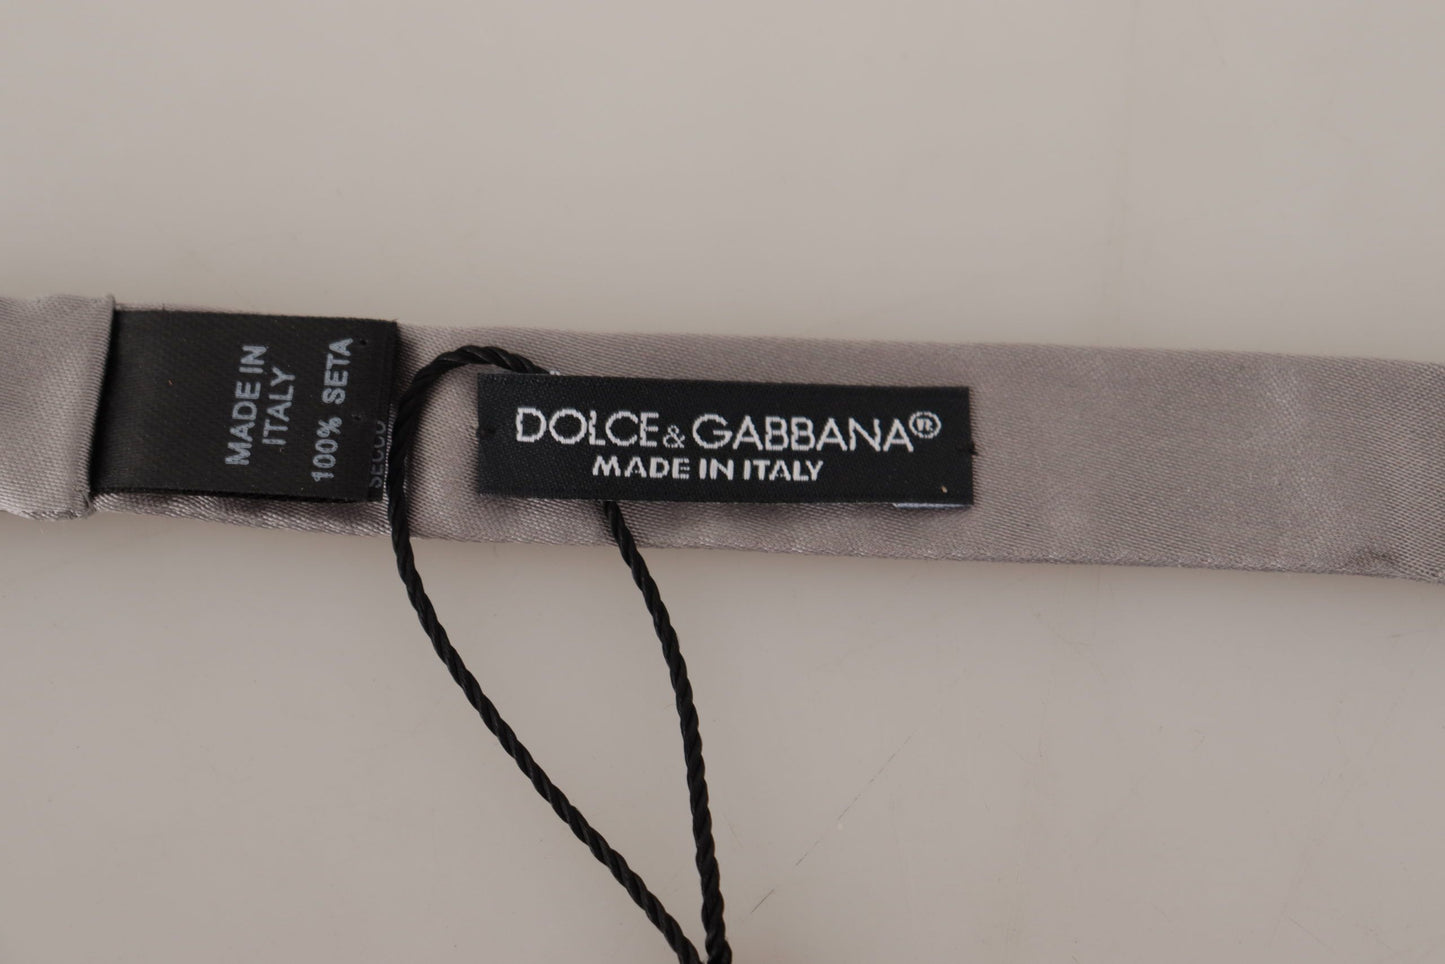 MADE IN
ITALY
100% SETA
DOLCE & GABBANA®
MADE IN ITALY